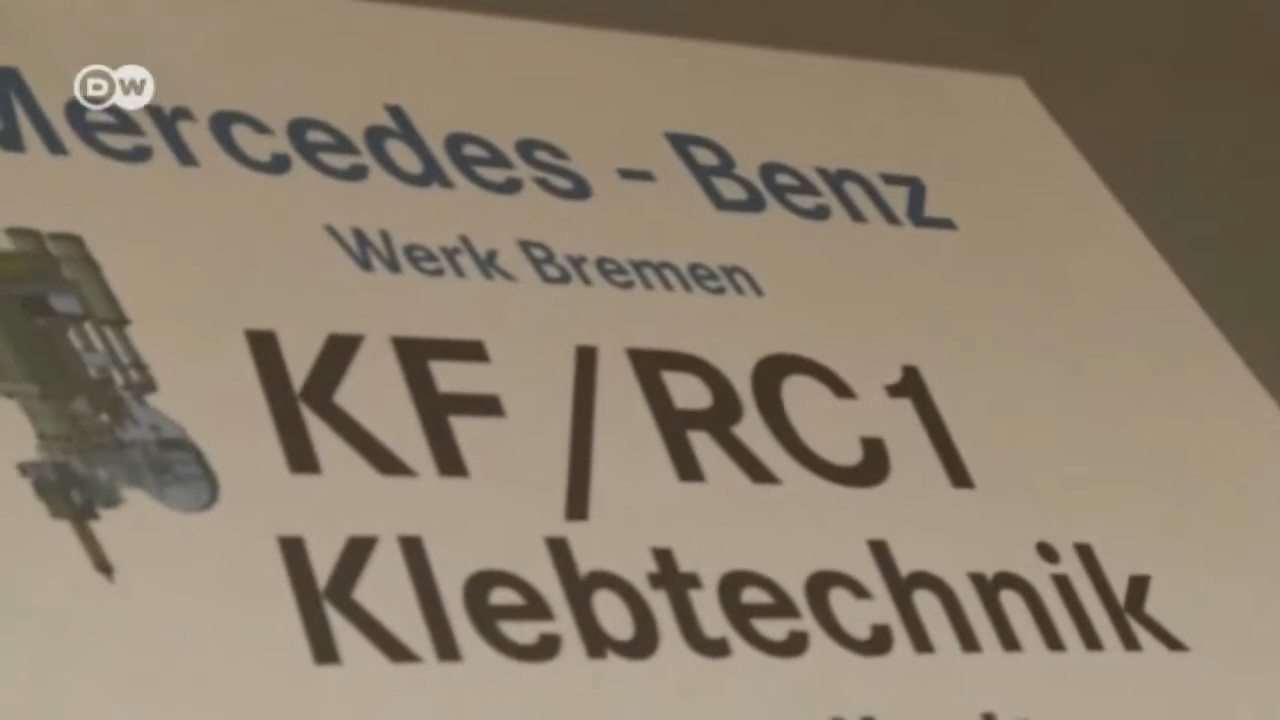 DW
Mercedes - Benz
Werk Bremen
KF / RC1
Klebtechnik